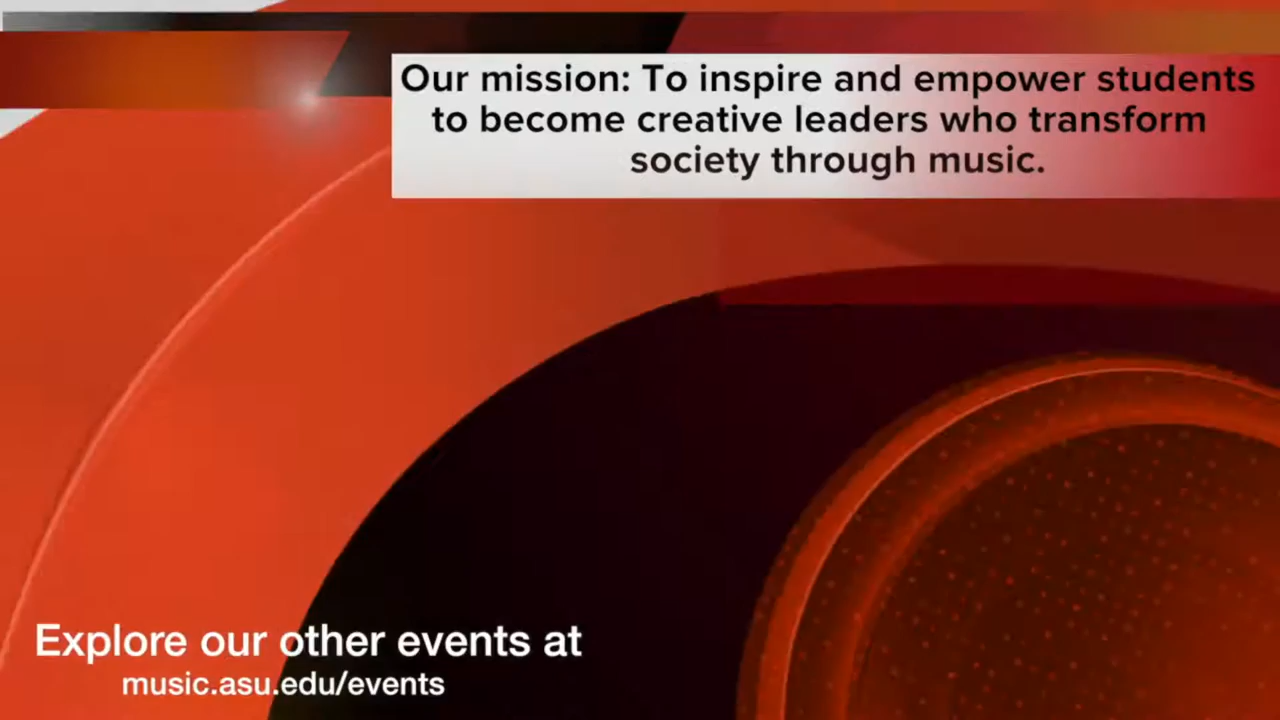 Our mission: To inspire and empower students
to become creative leaders who transform
society through music.
Explore our other events at
music.asu.edu/events